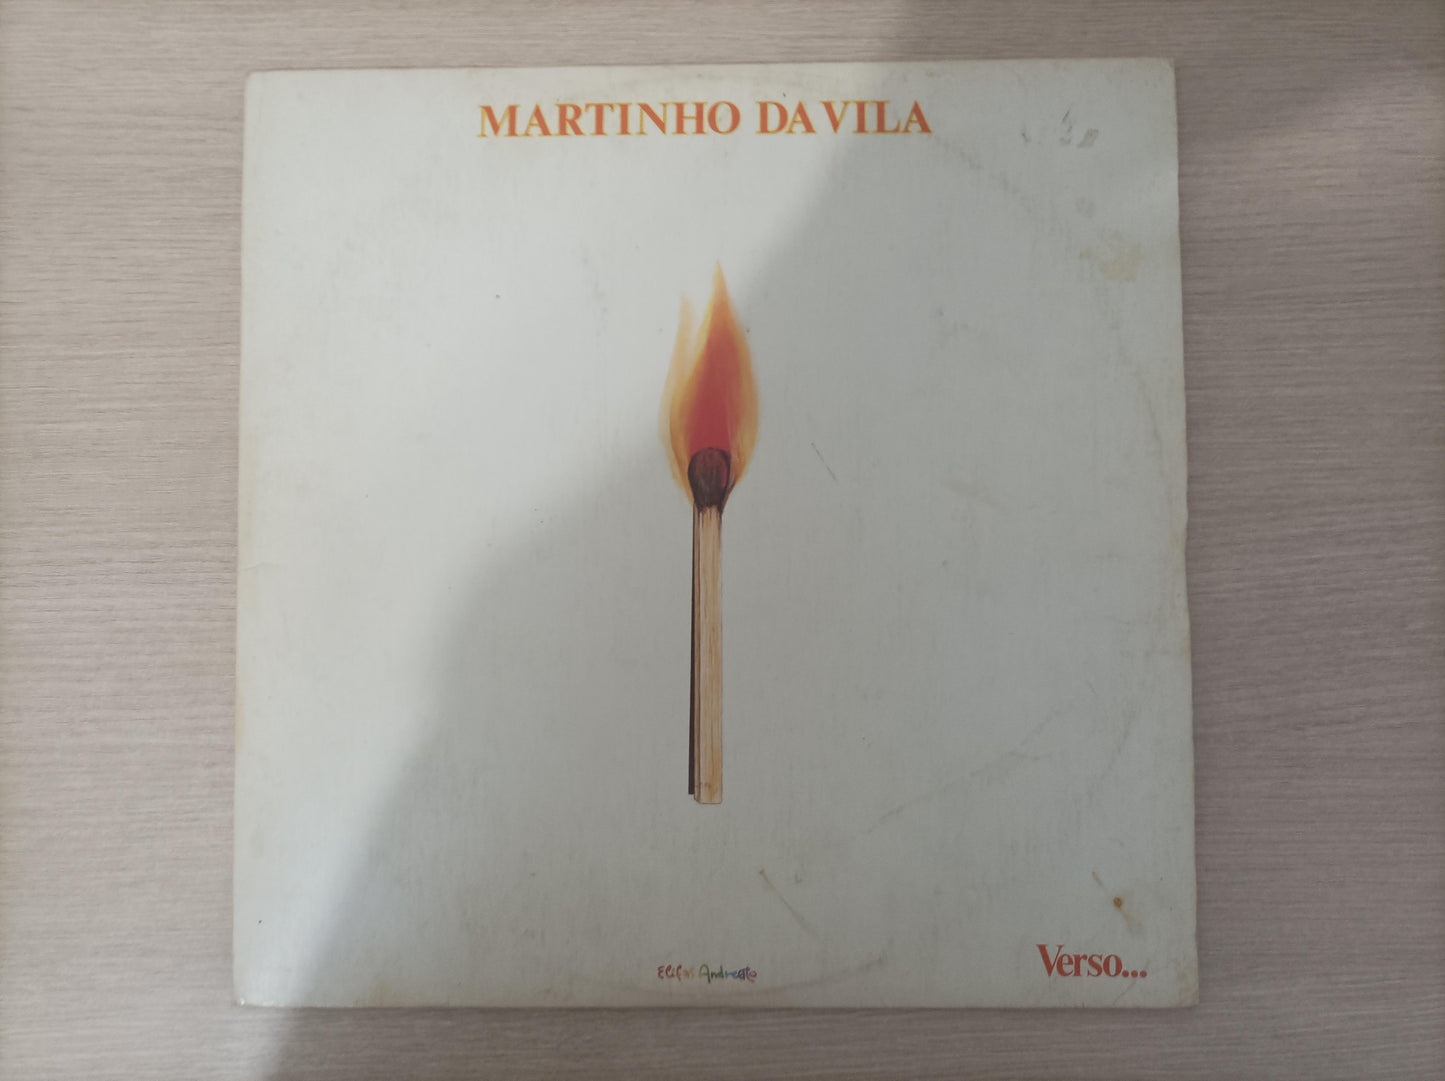 MARTINHO DA VILA
Verso...
Elifas Andreato